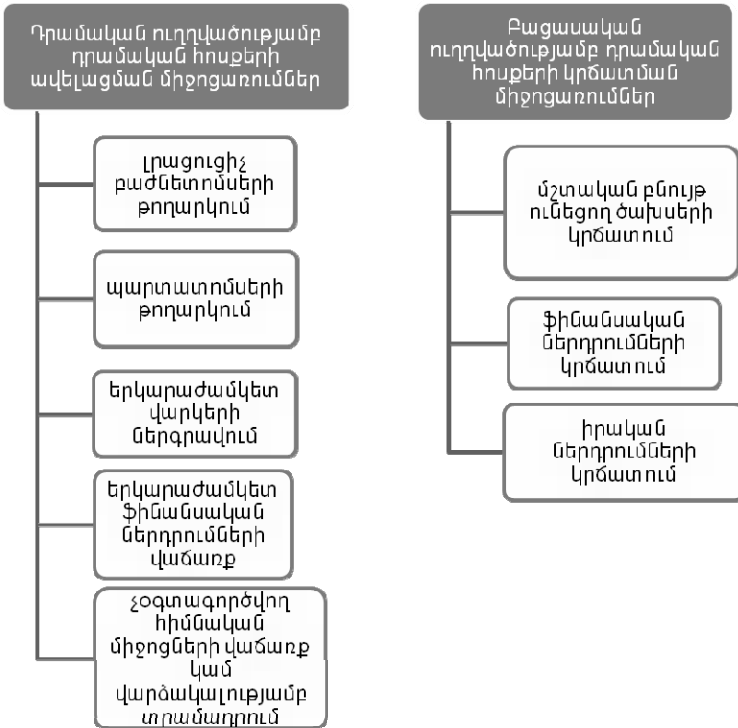 Դրամական ուղղվածությամբ
դրամական հոսքերի
ավելացման միջոցառումներ
լրացուցիչ
բաժնետոմսերի
թողարկում
պարտատոմսերի
թողարկում
երկարաժամկետ
վարկերի
ներգրավում
երկարաժամկետ
ֆինանսական
ներդրումների
վաճառք
չօգտագործվող
հիմնական
միջոցների վաճառք
կամ
վարձակալությամբ
տրամադրում
Բացասական
ուղղվածությամբ դրամական
հոսքերի կրճատման
միջոցառումներ
մշտական բնույթ
ունեցող ծախսերի
կրճատում
ֆինանսական
ներդրումների
կրճատում
իրական
ներդրումների
կրճատում